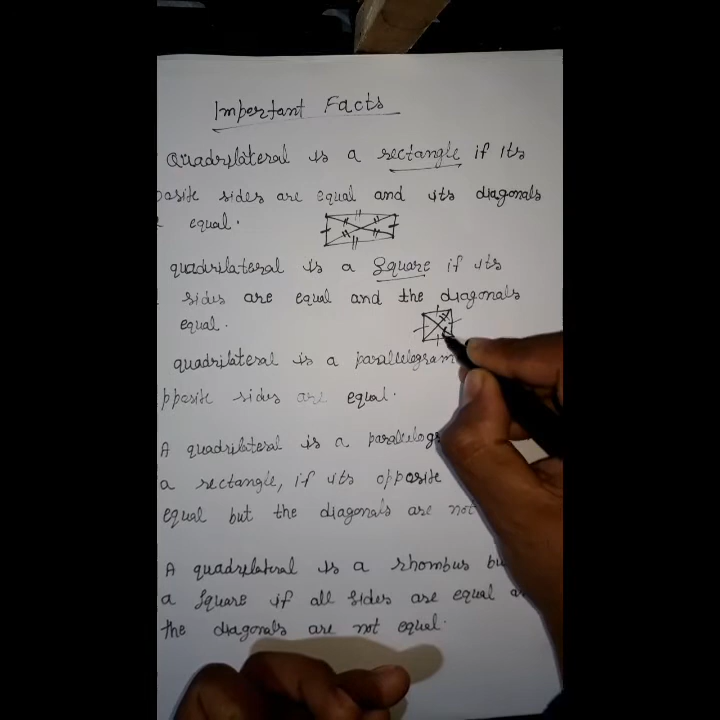 Important Facts
Quadrilateral is a rectangle if its
posite sides are equal and its diagonals
equal.
quadrilateral is a Square if its
sides are equal and the diagonals
equal.
quadrilateral is a parallelogram
pposite sides are equal.
A quadrilateral is a
a rectangle, if its opposite
equal but the diagonals are not
A quadrilateral is a rhombus
a Square if all sides are equal
the diagonals are not equal.